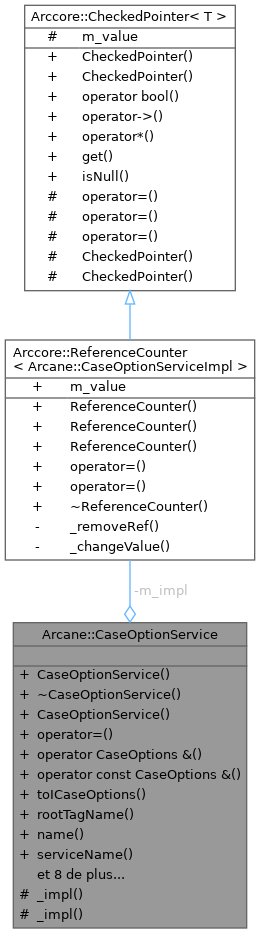 Arccore::CheckedPointer< T >
# m_value
+ CheckedPointer()
+ CheckedPointer()
+ operator bool()
+ operator->()
+ operator*()
+ get()
+ isNull()
# operator=()
# operator=()
# operator=()
# CheckedPointer()
# CheckedPointer()
Arccore::ReferenceCounter
< Arcane::CaseOptionServiceImpl >
+ m_value
+ ReferenceCounter()
+ ReferenceCounter()
+ ReferenceCounter()
+ operator=()
+ operator=()
+ ~ReferenceCounter()
- _removeRef()
- _changeValue()
-m_impl
Arcane::CaseOptionService
+ CaseOptionService()
+ ~CaseOptionService()
+ CaseOptionService()
+ operator=()
+ operator CaseOptions &()
+ operator const CaseOptions &()
+ toICaseOptions()
+ rootTagName()
+ name()
+ serviceName()
et 8 de plus...
# _impl()
# _impl()